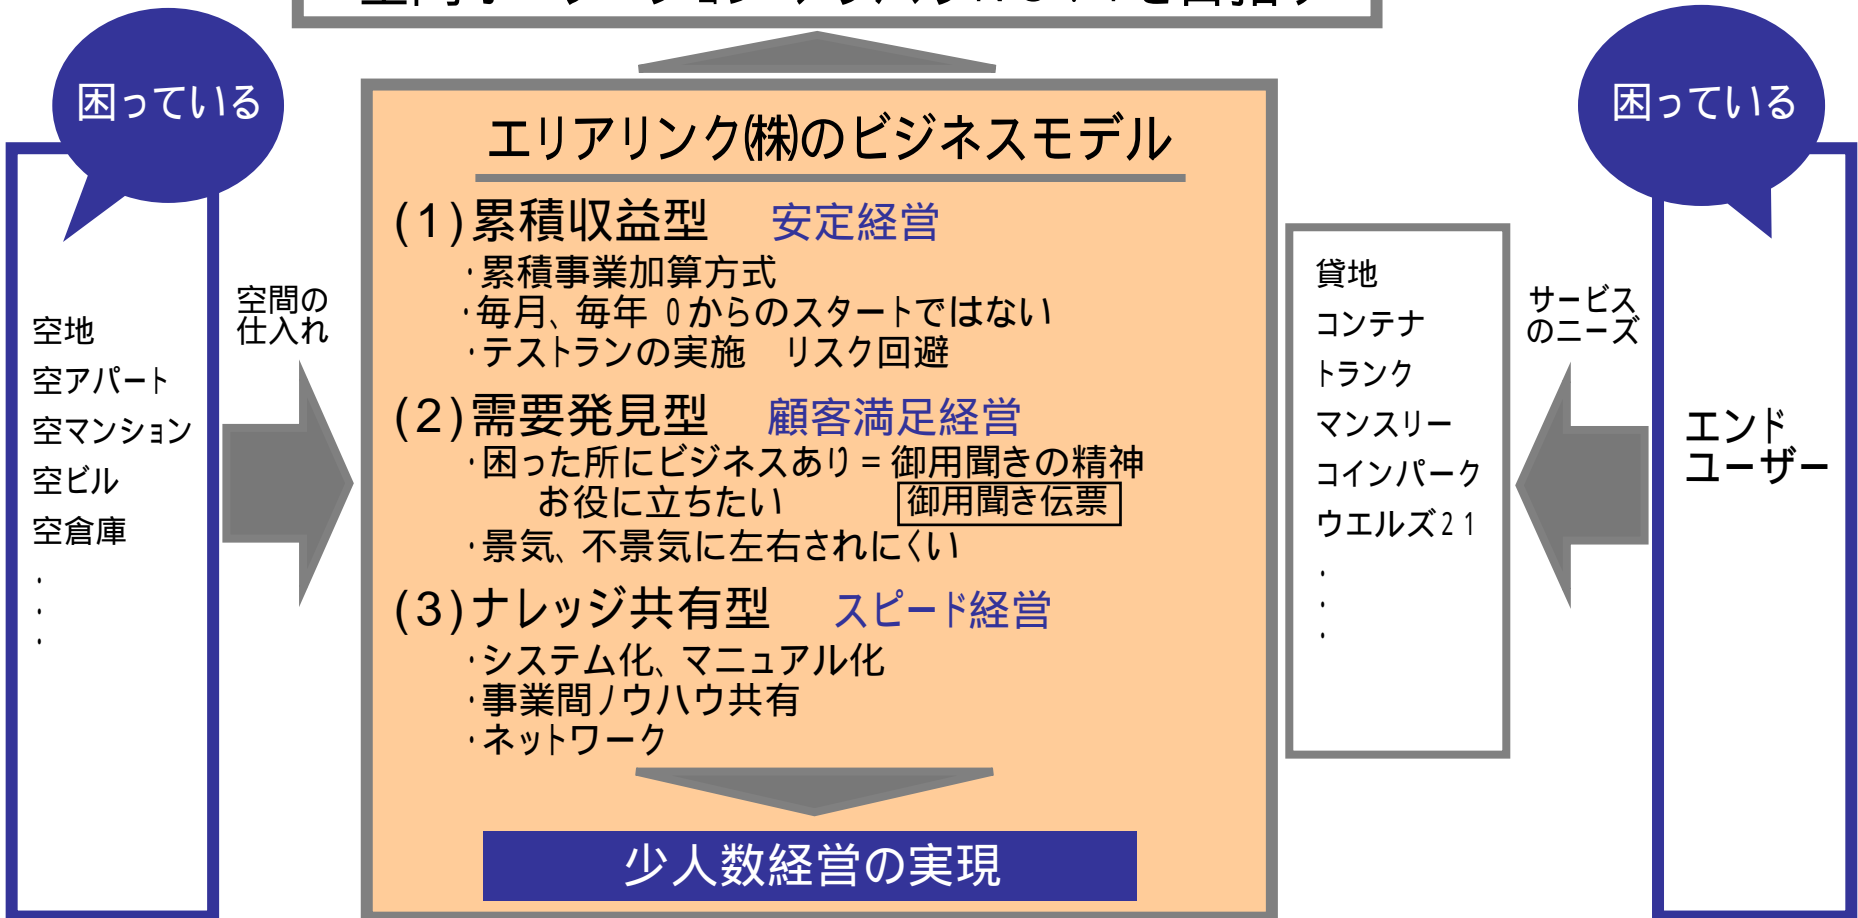 困っている
困っている
エリアリンク㈱のビジネスモデル
(1)累積収益型 安定経営
・累積事業加算方式
・毎月、毎年 0からのスタートではない
・テストランの実施 リスク回避
(2)需要発見型 顧客満足経営
・困った所にビジネスあり=御用聞きの精神
お役に立ちたい 御用聞き伝票
・景気、不景気に左右されにくい
(3)ナレッジ共有型 スピード経営
・システム化、マニュアル化
・事業間ノウハウ共有
・ネットワーク
少人数経営の実現
空地
空アパート
空マンション
空ビル
空倉庫
・
・
・
空間の
仕入れ
貸地
コンテナ
トランク
マンスリー
コインパーク
ウエルズ21
・
・
・
サービス
のニーズ
エンド
ユーザー